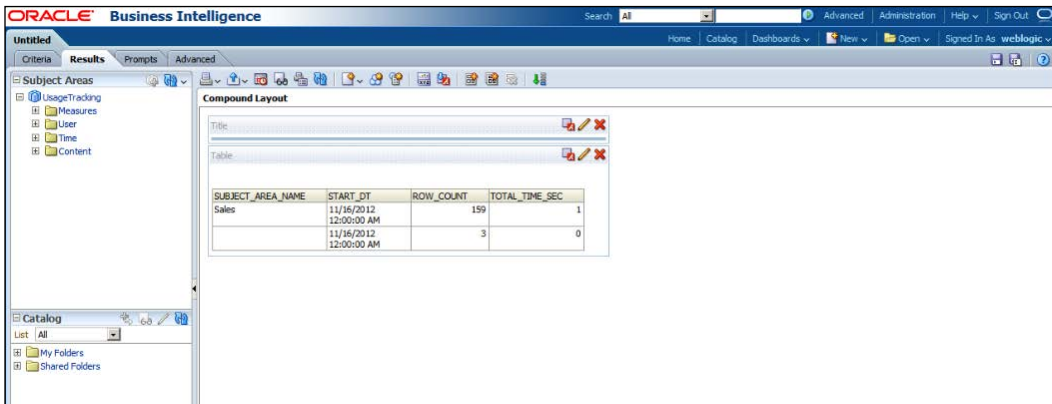 ORACLE Business Intelligence
Search All Advanced Administration Help Sign Out
Untitled
Home Catalog Dashboards New Open Signed In As weblogic
Criteria Results Prompts Advanced
Subject Areas
UsageTracking
Measures
User
Time
Content
Compound Layout
Title
Table
SUBJECT_AREA_NAME START_DT ROW_COUNT TOTAL_TIME_SEC
Sales 11/16/2012 159 1
12:00:00 AM
11/16/2012 3 0
12:00:00 AM
Catalog
List All
My Folders
Shared Folders